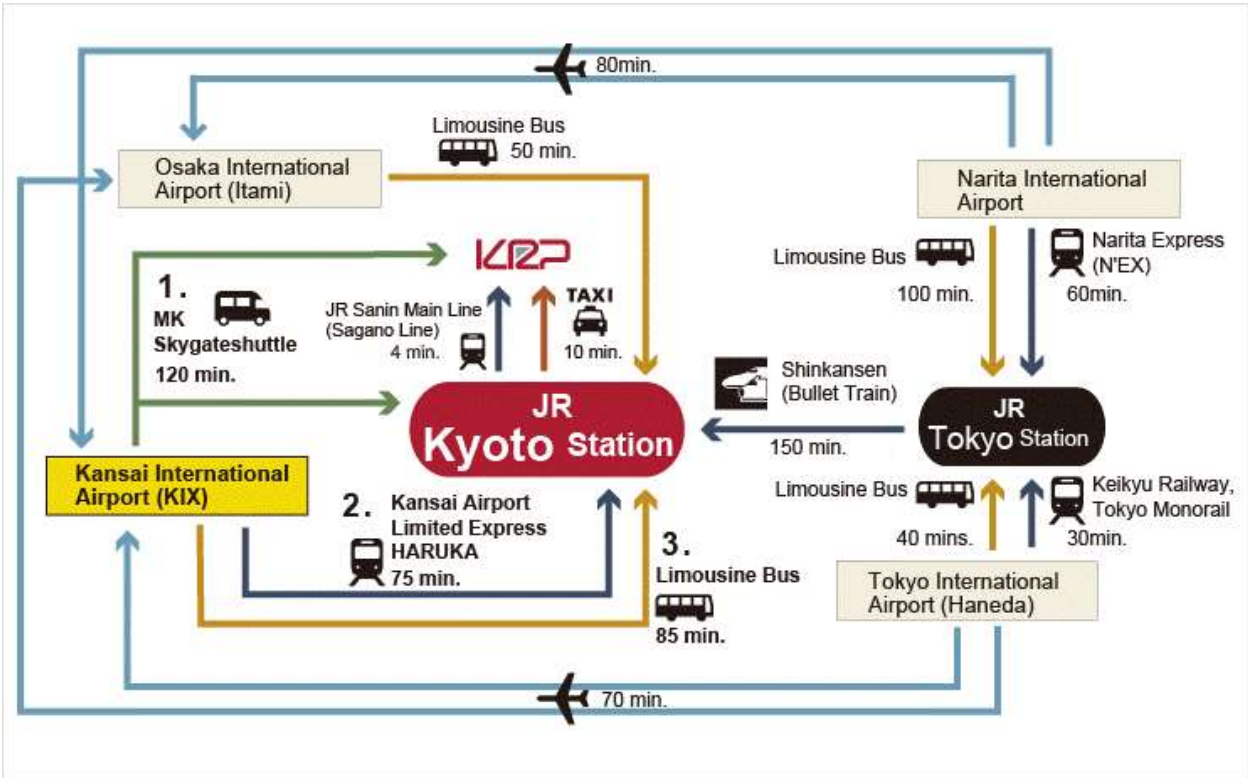 80min.
Limousine Bus
50 min.
Osaka International
Airport (Itami)
Narita International
Airport
KRP
Limousine Bus
100 min.
Narita Express
(N'EX)
60min.
1.
MK
Skygateshuttle
120 min.
JR Sanin Main Line
(Sagano Line)
4 min.
TAXI
10 min.
Shinkansen
(Bullet Train)
150 min.
JR
Kyoto Station
JR
Tokyo Station
Kansai International
Airport (KIX)
2. Kansai Airport
Limited Express
HARUKA
75 min.
3.
Limousine Bus
85 min.
Limousine Bus
40 mins.
Keikyu Railway,
Tokyo Monorail
30min.
Tokyo International
Airport (Haneda)
70 min.